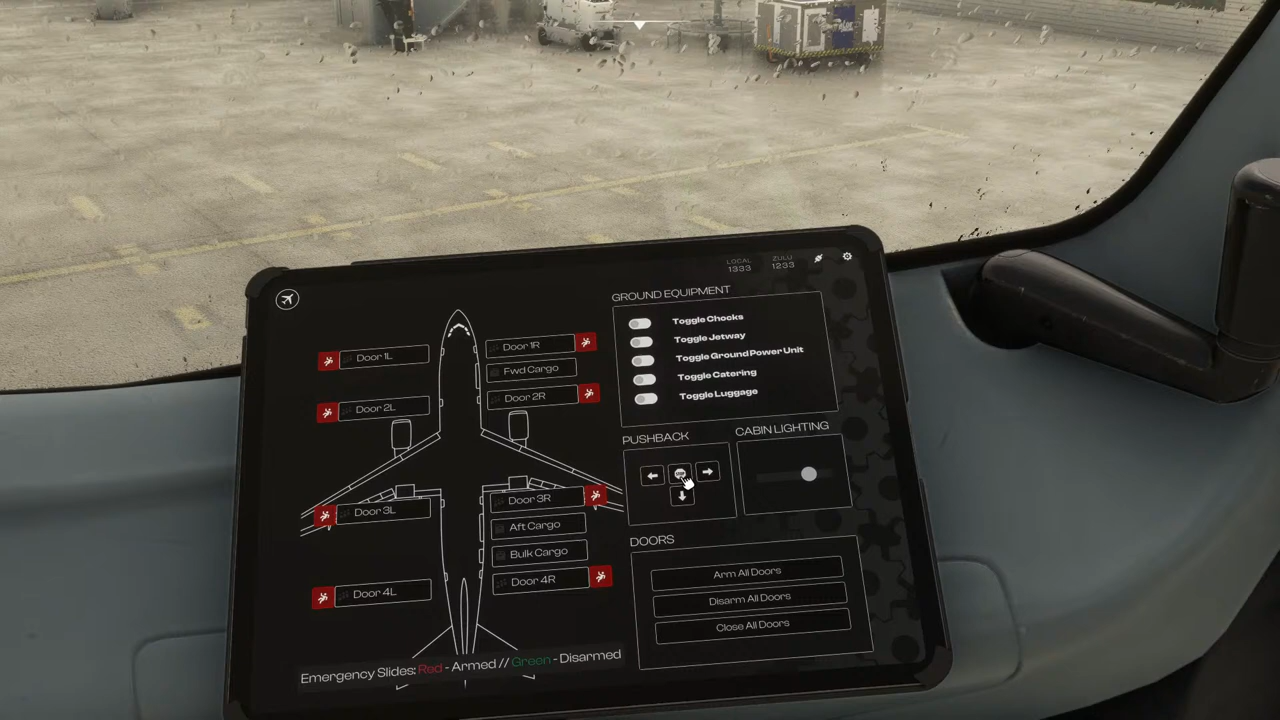 LOCAL
1333
ZULU
1233
GROUND EQUIPMENT
Toggle Chocks
Toggle Jetway
Toggle Ground Power Unit
Toggle Catering
Toggle Luggage
Door 1L
Door 1R
Fwd Cargo
Door 2L
Door 2R
PUSHBACK
CABIN LIGHTING
STOP
Door 3L
Door 3R
Aft Cargo
Bulk Cargo
Door 4L
Door 4R
DOORS
Arm All Doors
Disarm All Doors
Close All Doors
Emergency Slides: Red - Armed // Green - Disarmed